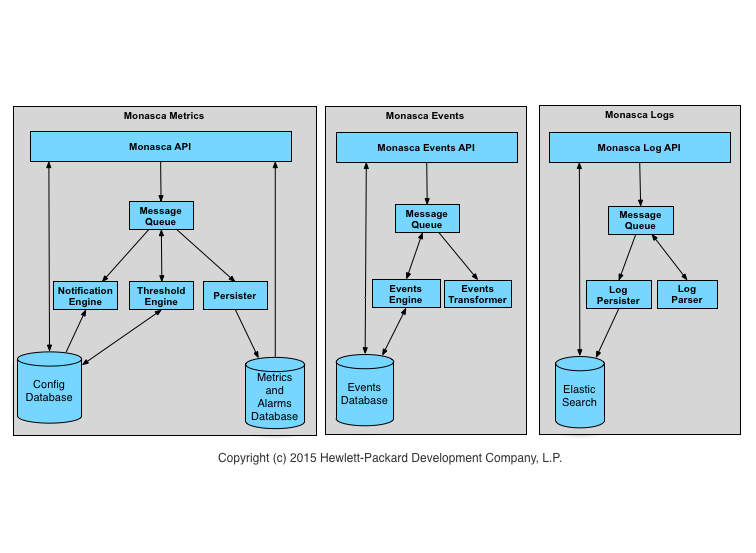 Monasca Metrics
Monasca API
Message
Queue
Notification
Engine
Threshold
Engine
Persister
Config
Database
Metrics
and
Alarms
Database
Monasca Events
Monasca Events API
Message
Queue
Events
Engine
Events
Transformer
Events
Database
Monasca Logs
Monasca Log API
Message
Queue
Log
Persister
Log
Parser
Elastic
Search
Copyright (c) 2015 Hewlett-Packard Development Company, L.P.